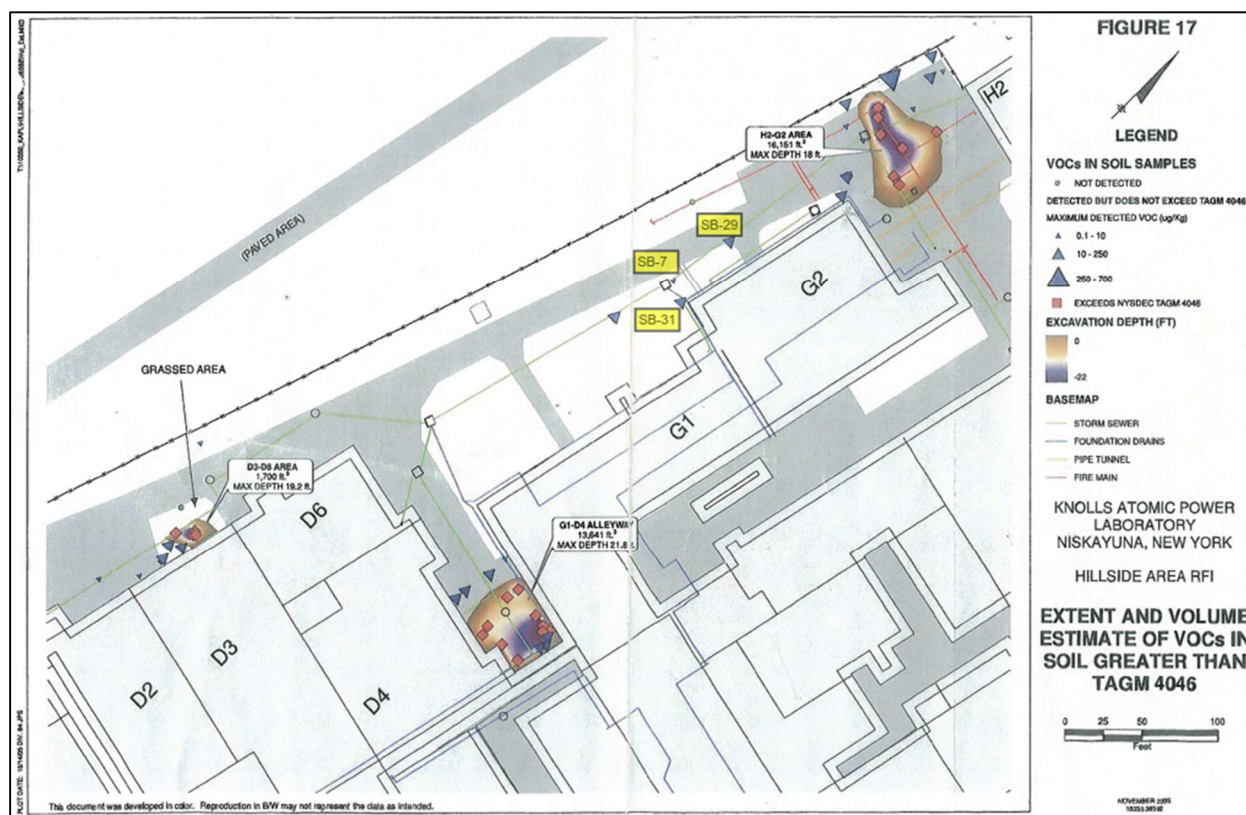 FIGURE 17
LEGEND
VOCs IN SOIL SAMPLES
NOT DETECTED
DETECTED BUT DOES NOT EXCEED TAGM 4046
MAXIMUM DETECTED VOC (ug/Kg)
0.1 - 10
10 - 250
250 - 700
EXCEEDS NYSDEC TAGM 4046
EXCAVATION DEPTH (FT)
0
-22
BASEMAP
STORM SEWER
FOUNDATION DRAINS
PIPE TUNNEL
FIRE MAIN
KNOLLS ATOMIC POWER
LABORATORY
NISKAYUNA, NEW YORK
HILLSIDE AREA RFI
EXTENT AND VOLUME
ESTIMATE OF VOCs IN
SOIL GREATER THAN
TAGM 4046
0 25 50 100
Feet
NOVEMBER 2005
(PAVED AREA)
H2-G2 AREA
16,151 ft.³
MAX DEPTH 18 ft.
H2
SB-29
SB-7
SB-31
G2
G1
GRASSED AREA
D3-D6 AREA
1,700 ft.³
MAX DEPTH 19.2 ft.
D6
G1-D4 ALLEYWAY
13,641 ft.³
MAX DEPTH 21.8 ft.
D3
D2
D4
This document was developed in color. Reproduction in B/W may not represent the data as intended.